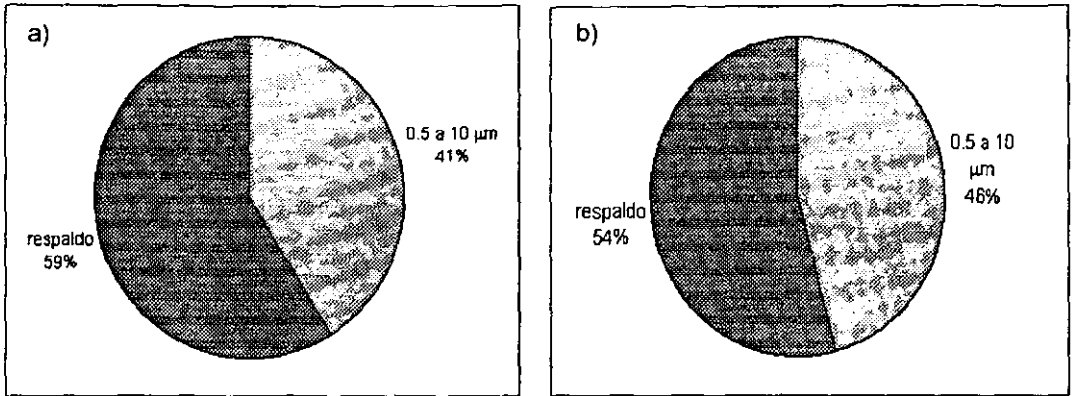 a)
0.5 a 10 µm
41%
respaldo
59%
b)
0.5 a 10
µm
46%
respaldo
54%